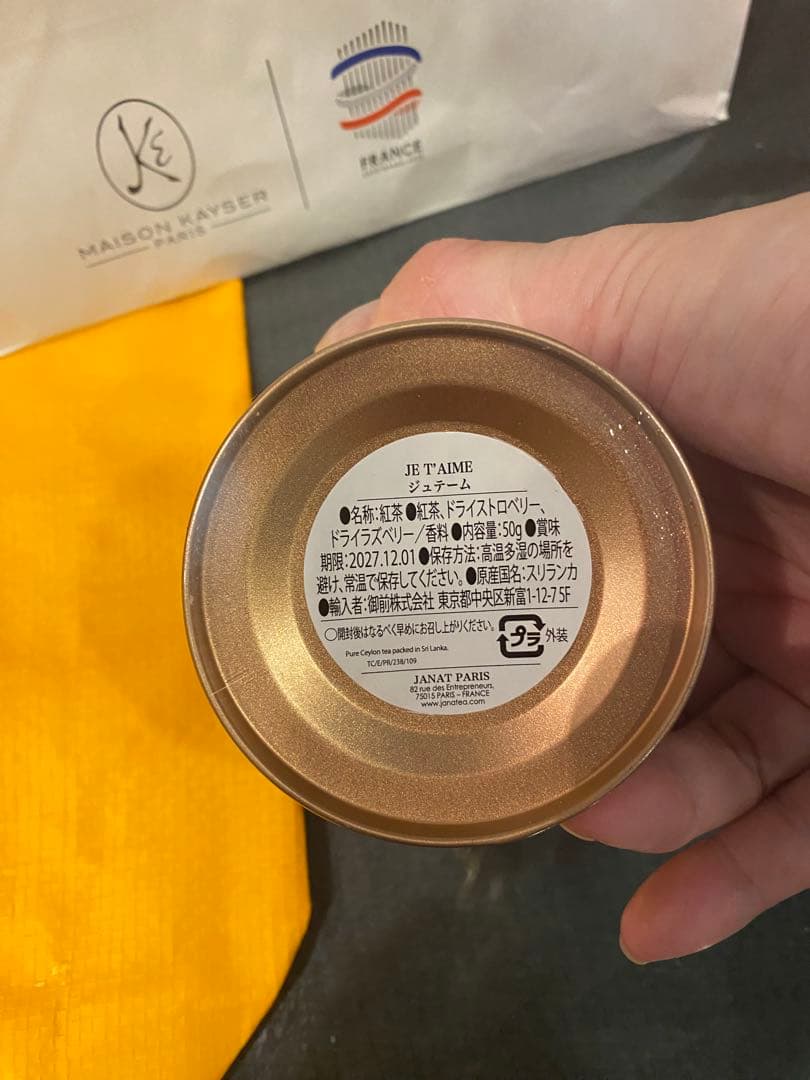 Ke
MAISON KAYSER
PARIS
FRANCE
JE T'AIME
ジュテーム
●名称：紅茶 ●紅茶、ドライストロベリー、
ドライラズベリー／香料 ●内容量：50g ●賞味
期限：2027.12.01 ●保存方法：高温多湿の場所を
避け、常温で保存してください。 ●原産国名：スリランカ
●輸入者：御前株式会社 東京都中央区新富1-12-7 5F
○開封後はなるべく早めにお召し上がりください。
プラ 外装
Pure Ceylon tea packed in Sri Lanka.
TC/E/PR/238/109
JANAT PARIS
82 rue des Entrepreneurs,
75015 PARIS – FRANCE
www.janatea.com